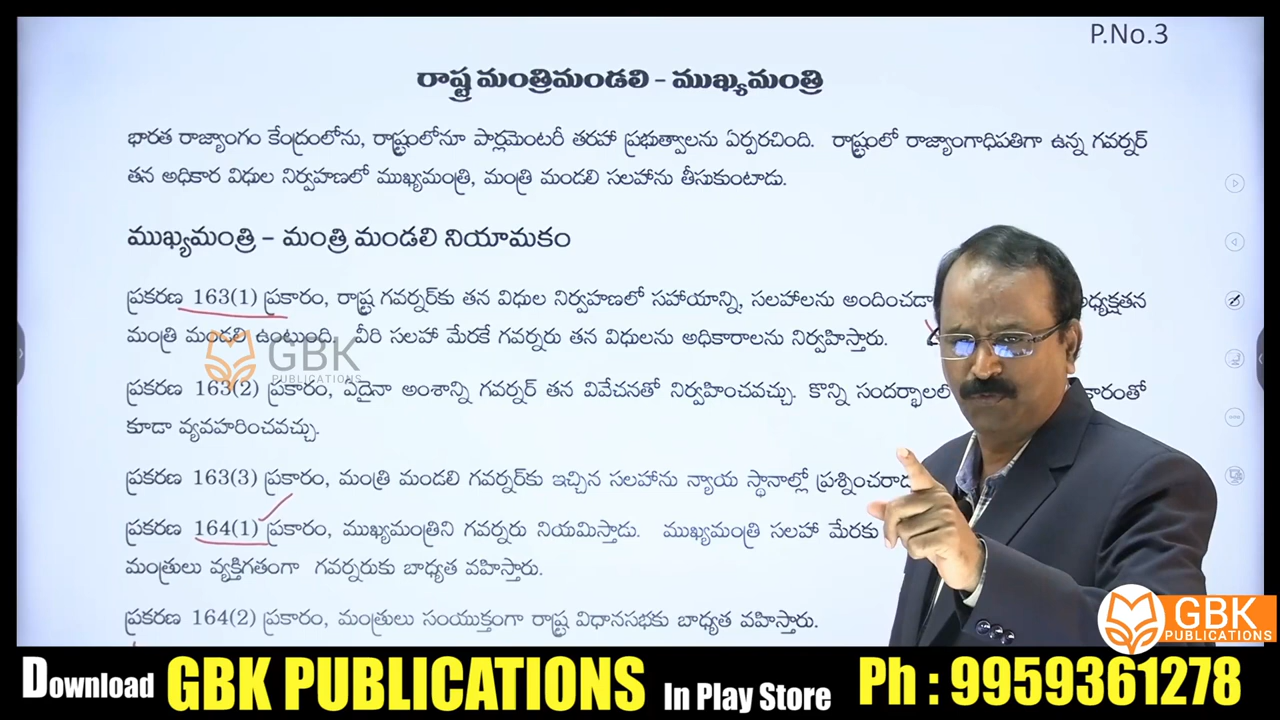 P.No.3
రాష్ట్ర మంత్రిమండలి - ముఖ్యమంత్రి
భారత రాజ్యాంగం కేంద్రంలోను, రాష్ట్రంలోనూ పార్లమెంటరీ తరహా ప్రభుత్వాలను ఏర్పరచింది. రాష్ట్రంలో రాజ్యాంగాధిపతిగా ఉన్న గవర్నర్
తన అధికార విధుల నిర్వహణలో ముఖ్యమంత్రి, మంత్రి మండలి సలహాను తీసుకుంటాడు.
ముఖ్యమంత్రి - మంత్రి మండలి నియామకం
ప్రకరణ 163(1) ప్రకారం, రాష్ట్ర గవర్నర్‌కు తన విధుల నిర్వహణలో సహాయాన్ని, సలహాలను అందించడా అధ్యక్షతన
మంత్రి మండలి ఉంటుంది. వీరి సలహా మేరకే గవర్నరు తన విధులను అధికారాలను నిర్వహిస్తారు.
GBK
PUBLICATIONS
ప్రకరణ 163(2) ప్రకారం, ఏదైనా అంశాన్ని గవర్నర్ తన వివేచనతో నిర్వహించవచ్చు. కొన్ని సందర్భాలలో కారంతో
కూడా వ్యవహరించవచ్చు.
ప్రకరణ 163(3) ప్రకారం, మంత్రి మండలి గవర్నర్‌కు ఇచ్చిన సలహాను న్యాయ స్థానాల్లో ప్రశ్నించరాదు
ప్రకరణ 164(1) ప్రకారం, ముఖ్యమంత్రిని గవర్నరు నియమిస్తాడు. ముఖ్యమంత్రి సలహా మేరకు
మంత్రులు వ్యక్తిగతంగా గవర్నరుకు బాధ్యత వహిస్తారు.
ప్రకరణ 164(2) ప్రకారం, మంత్రులు సంయుక్తంగా రాష్ట్ర విధానసభకు బాధ్యత వహిస్తారు.
GBK
PUBLICATIONS
Download GBK PUBLICATIONS In Play Store Ph : 9959361278